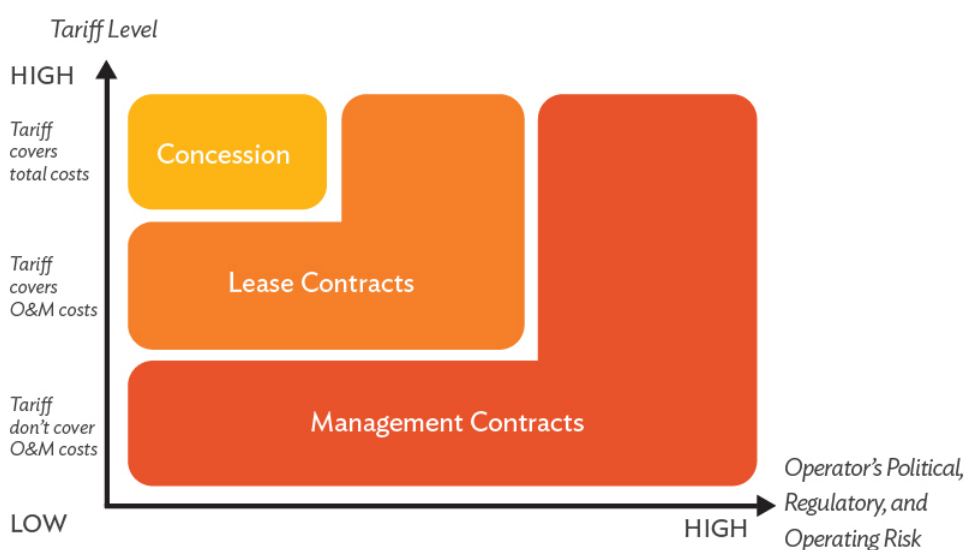 Tariff Level
HIGH
Tariff
covers
total costs
Concession
Tariff
covers
O&M costs
Lease Contracts
Tariff
don't cover
O&M costs
Management Contracts
LOW
HIGH
Operator's Political,
Regulatory, and
Operating Risk